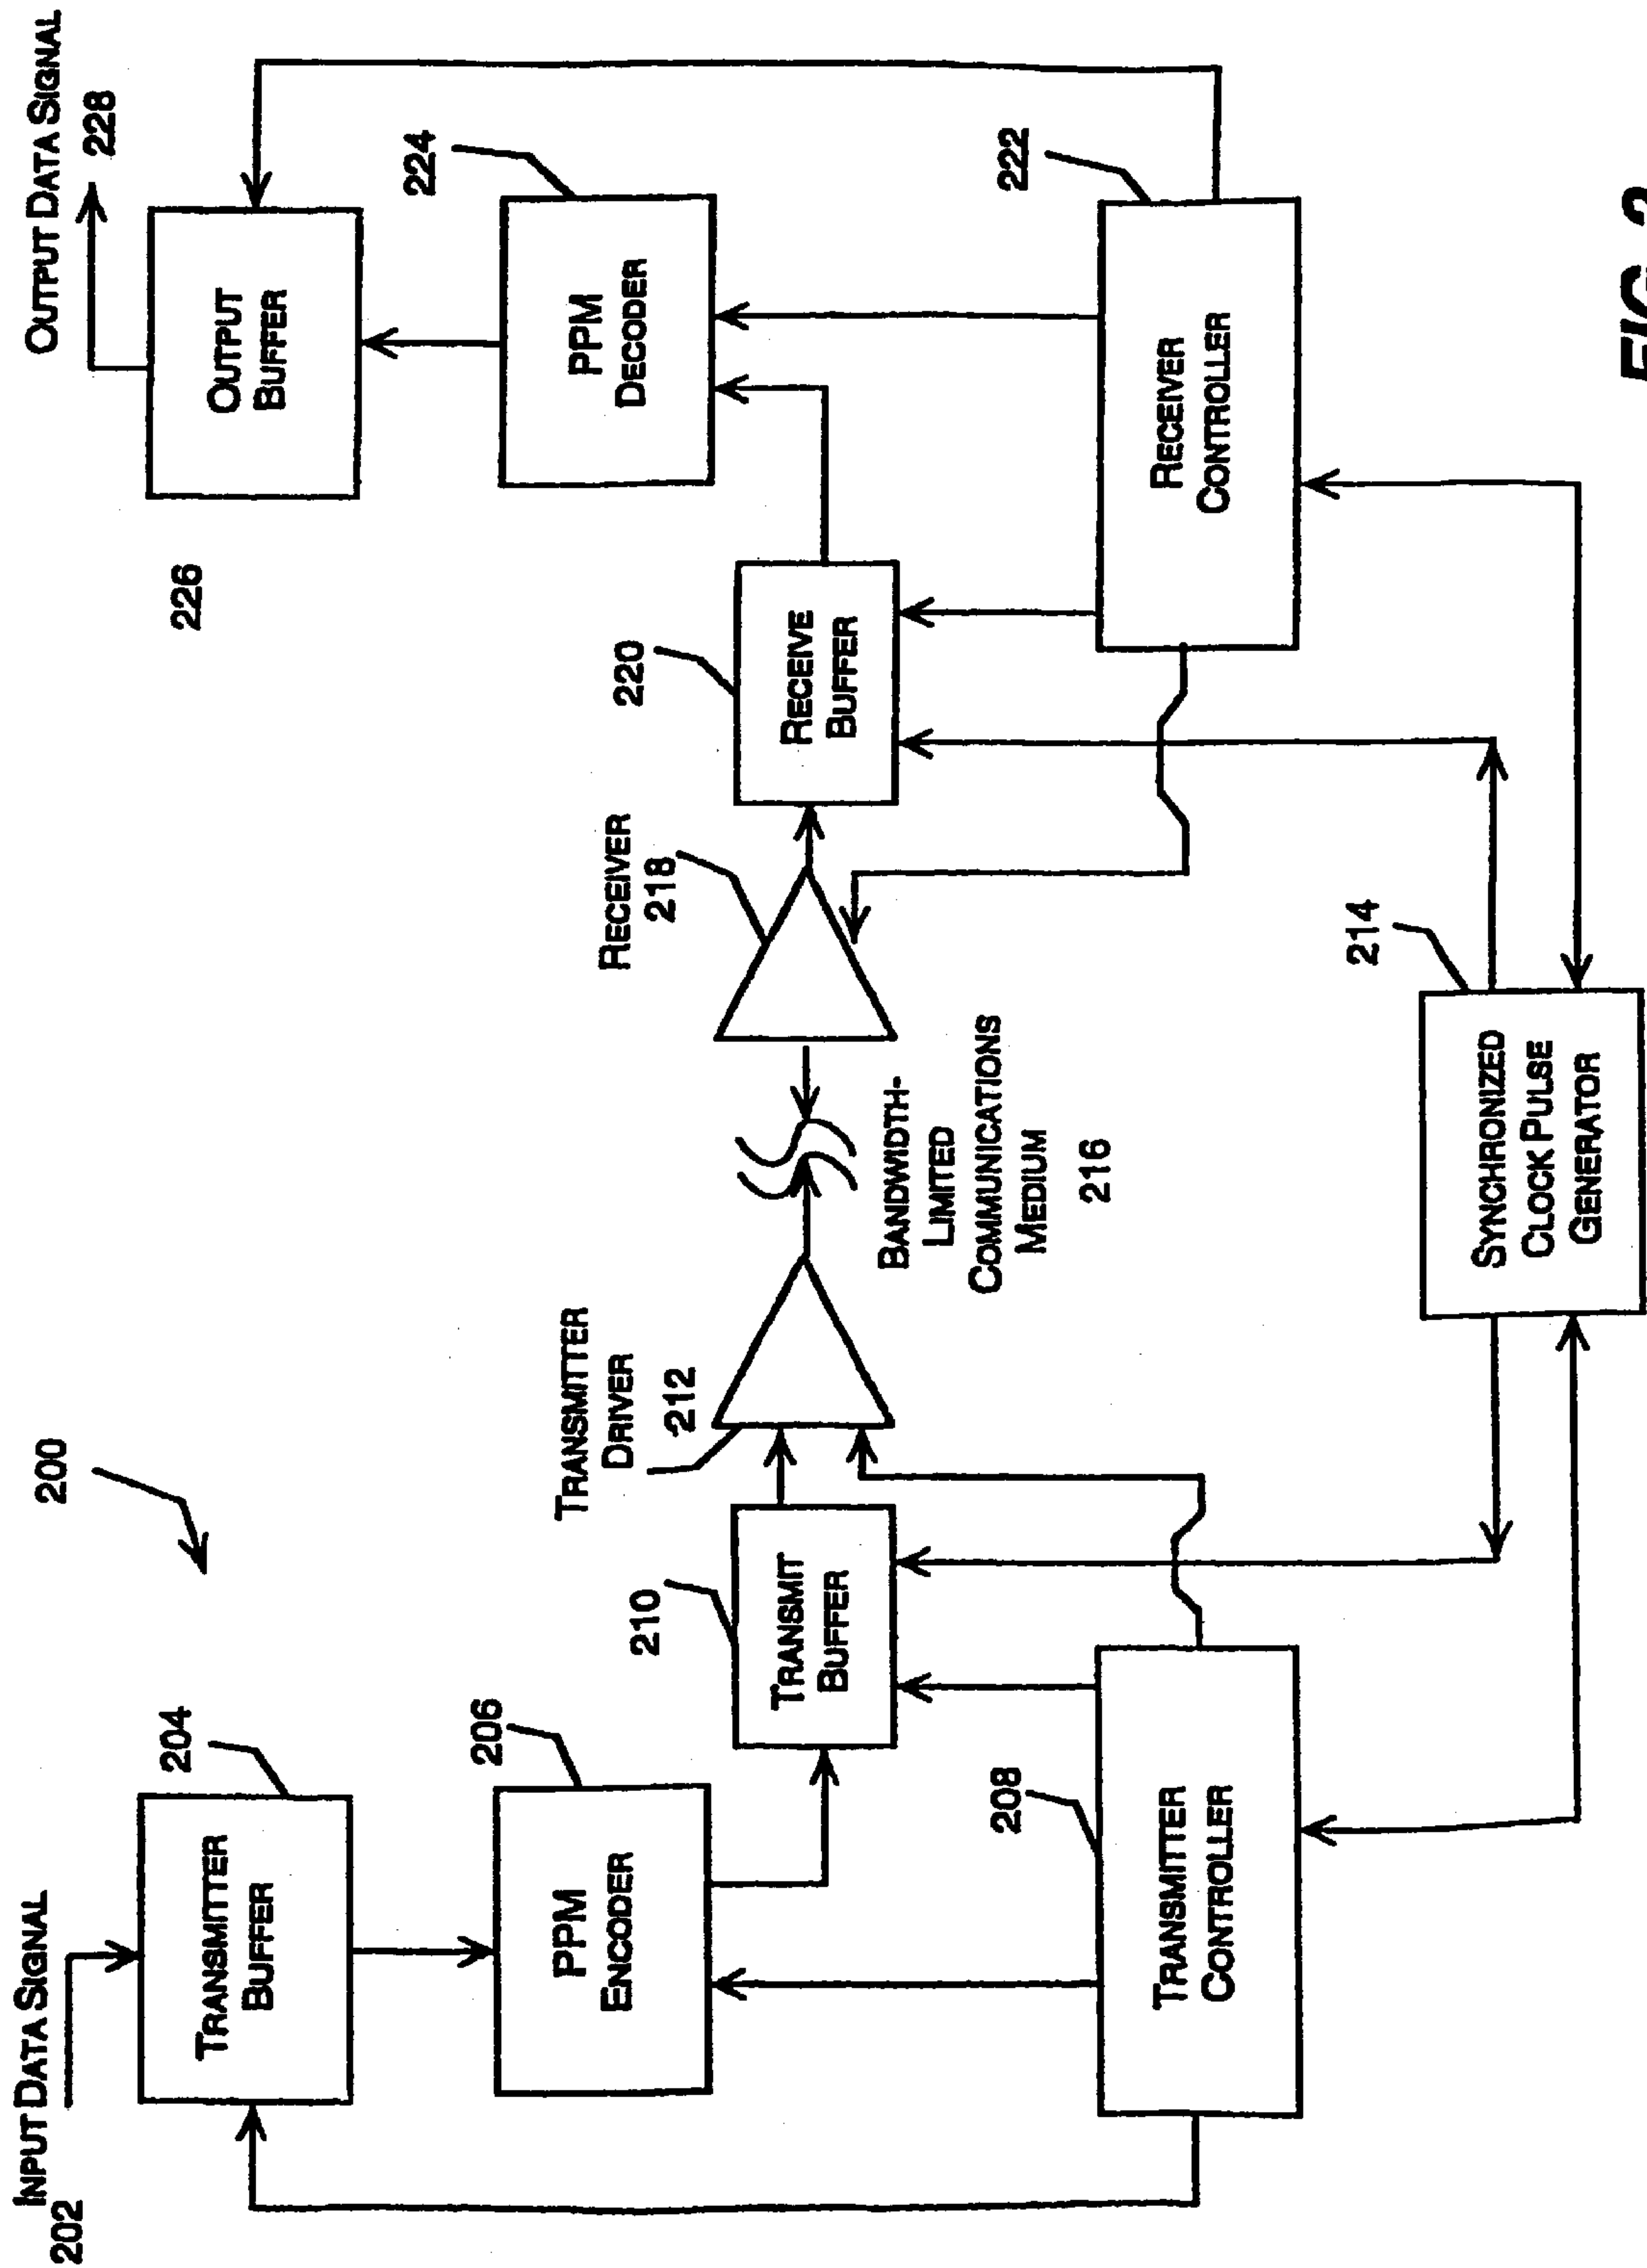 200
INPUT DATA SIGNAL
202
TRANSMITTER
BUFFER
204
PPM
ENCODER
206
TRANSMITTER
CONTROLLER
208
TRANSMIT
BUFFER
210
TRANSMITTER
DRIVER
212
BANDWIDTH-
LIMITED
COMMUNICATIONS
MEDIUM
216
SYNCHRONIZED
CLOCK PULSE
GENERATOR
214
RECEIVER
218
RECEIVE
BUFFER
220
RECEIVER
CONTROLLER
222
PPM
DECODER
224
OUTPUT
BUFFER
226
OUTPUT DATA SIGNAL
228
FIG. 2